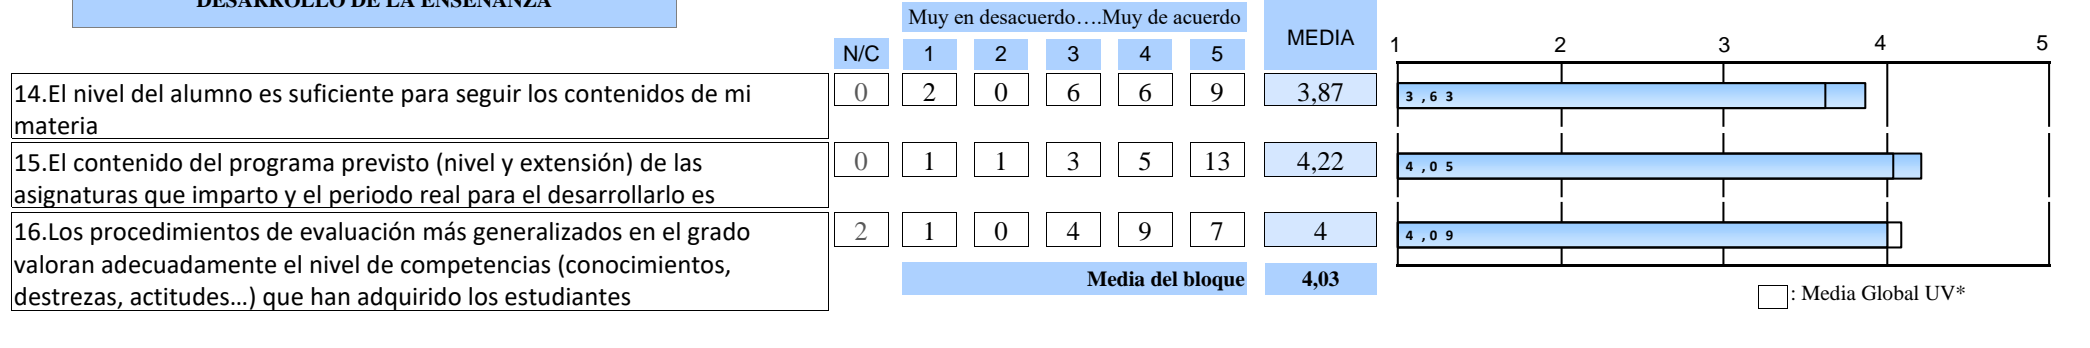 DESARROLLO DE LA ENSEÑANZA
Muy en desacuerdo….Muy de acuerdo
MEDIA
N/C 1 2 3 4 5
1 2 3 4 5
14.El nivel del alumno es suficiente para seguir los contenidos de mi
materia
0 2 0 6 6 9 3,87
3,63
15.El contenido del programa previsto (nivel y extensión) de las
asignaturas que imparto y el periodo real para el desarrollarlo es
0 1 1 3 5 13 4,22
4,05
16.Los procedimientos de evaluación más generalizados en el grado
valoran adecuadamente el nivel de competencias (conocimientos,
destrezas, actitudes…) que han adquirido los estudiantes
2 1 0 4 9 7 4
4,09
Media del bloque 4,03
: Media Global UV*